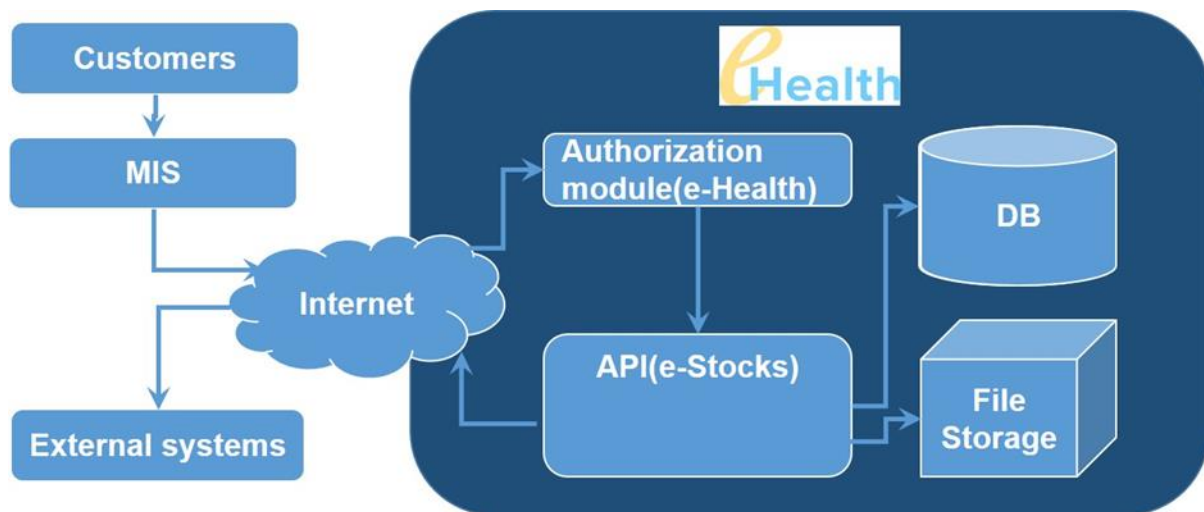 Customers
MIS
Internet
External systems
eHealth
Authorization
module(e-Health)
API(e-Stocks)
DB
File
Storage